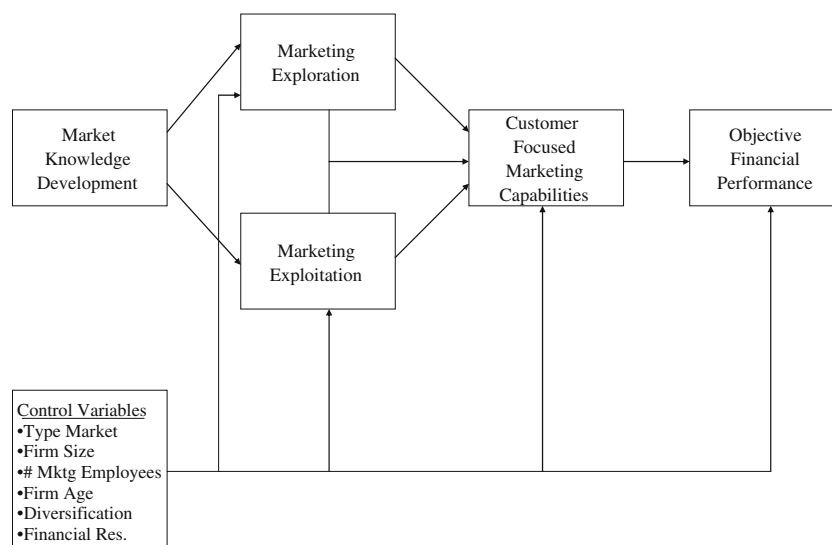 Marketing
Exploration
Market
Knowledge
Development
Customer
Focused
Marketing
Capabilities
Objective
Financial
Performance
Marketing
Exploitation
Control Variables
•Type Market
•Firm Size
•# Mktg Employees
•Firm Age
•Diversification
•Financial Res.